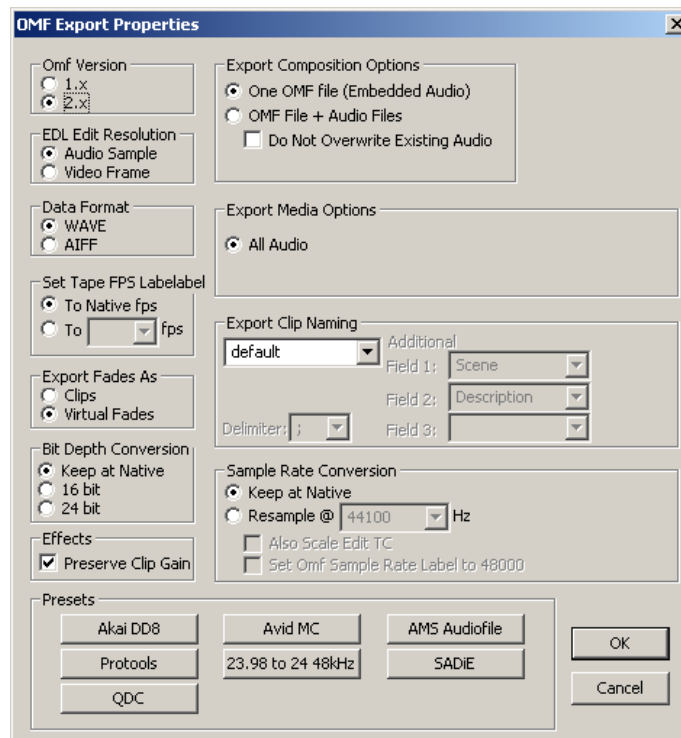 OMF Export Properties
Omf Version
1.x
2.x
EDL Edit Resolution
Audio Sample
Video Frame
Data Format
WAVE
AIFF
Set Tape FPS Labelabel
To Native fps
To fps
Export Fades As
Clips
Virtual Fades
Bit Depth Conversion
Keep at Native
16 bit
24 bit
Effects
Preserve Clip Gain
Export Composition Options
One OMF file (Embedded Audio)
OMF File + Audio Files
Do Not Overwrite Existing Audio
Export Media Options
All Audio
Export Clip Naming
default
Additional
Field 1: Scene
Field 2: Description
Delimiter: ; Field 3:
Sample Rate Conversion
Keep at Native
Resample @ 44100 Hz
Also Scale Edit TC
Set Omf Sample Rate Label to 48000
Presets
Akai DD8 Avid MC AMS Audiofile
Protools 23.98 to 24 48kHz SADiE
QDC
OK
Cancel